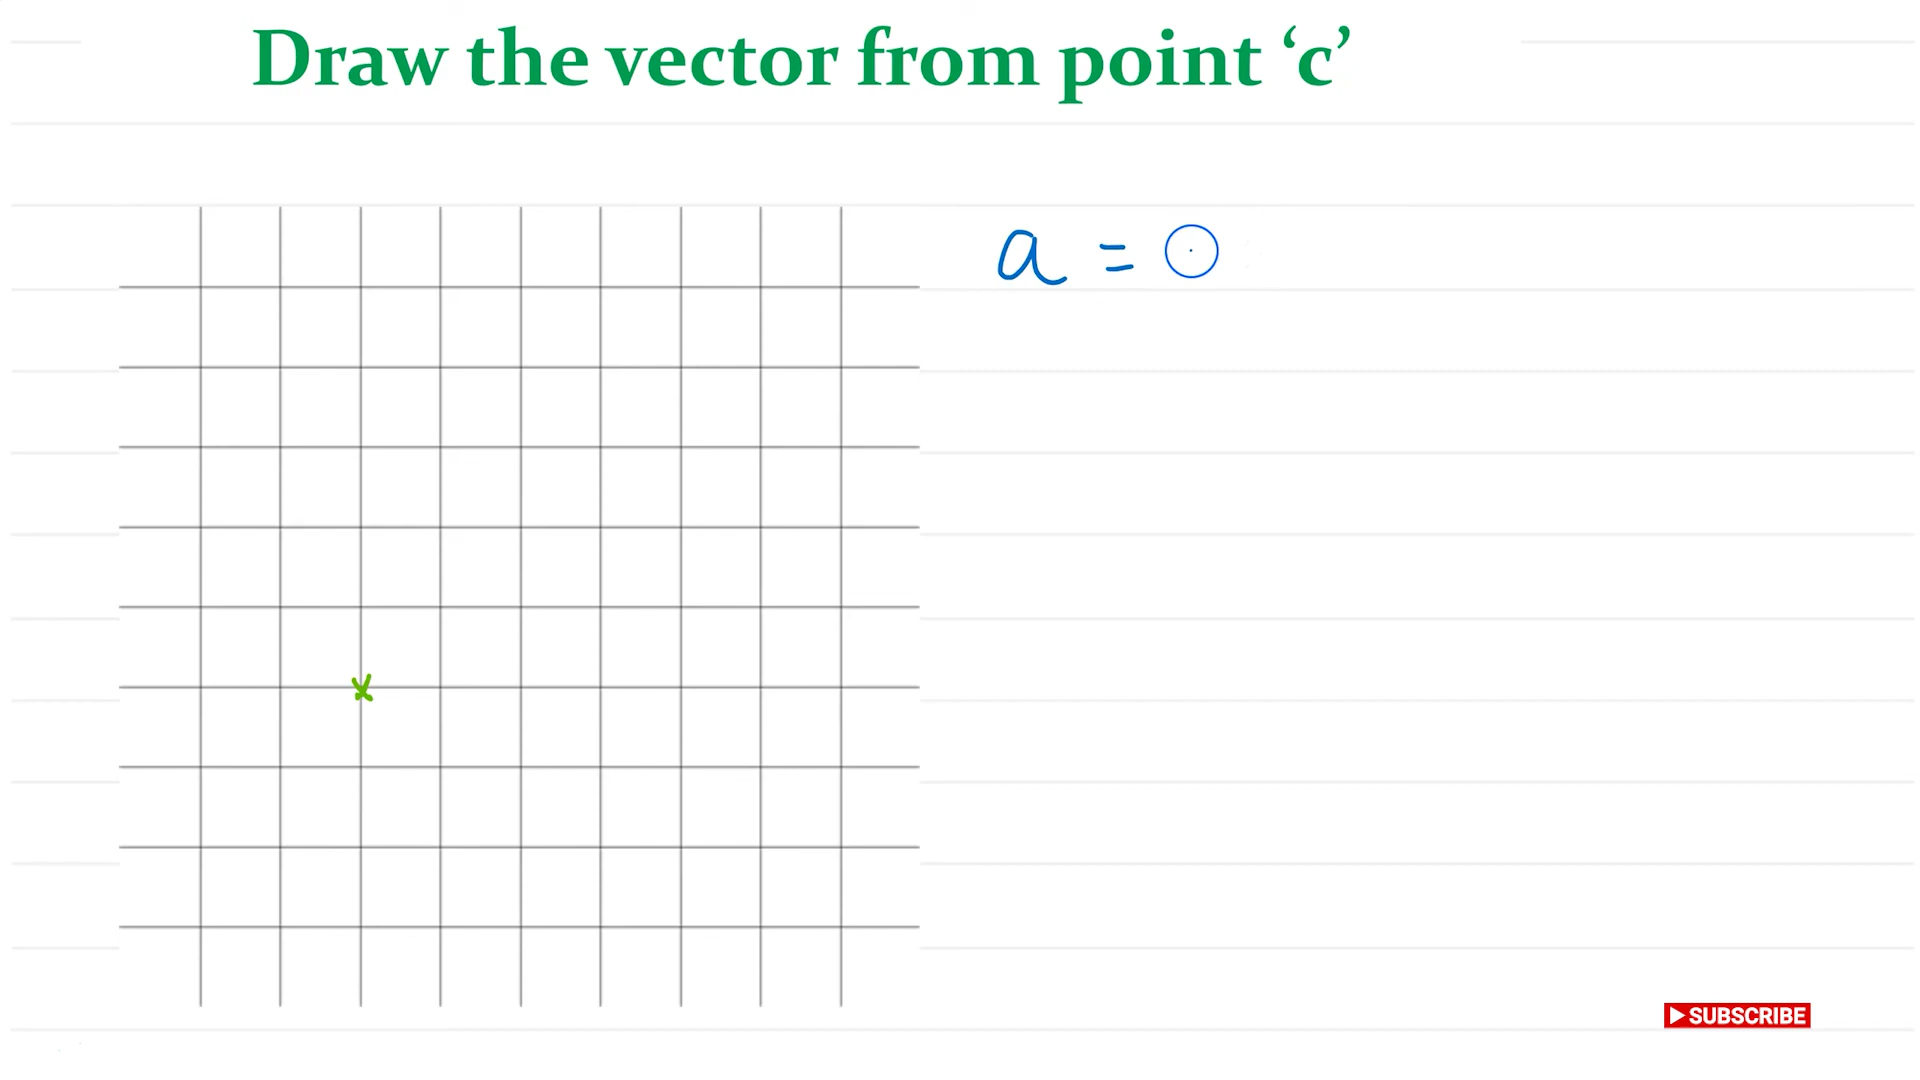 Draw the vector from point ‘c’
a =
SUBSCRIBE